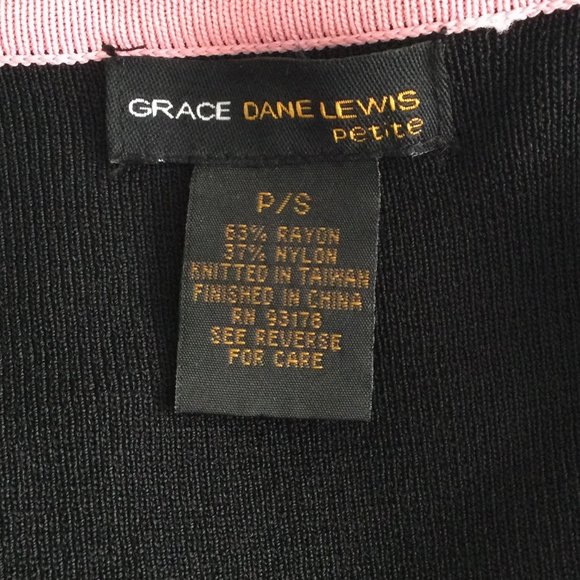 GRACE DANE LEWIS
petite
P/S
63% RAYON
37% NYLON
KNITTED IN TAIWAN
FINISHED IN CHINA
RN 93178
SEE REVERSE
FOR CARE